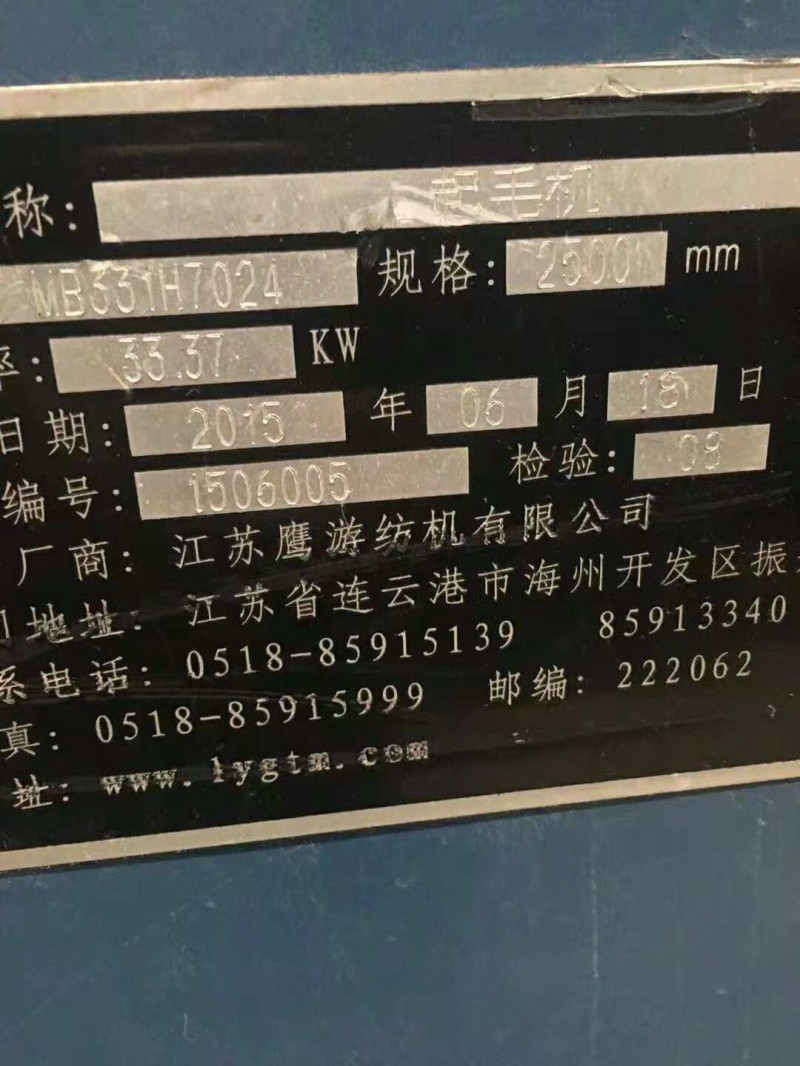 称: 起毛机
MB331H7024 规格: 2500 mm
率: 33.37 KW
日期: 2015 年 06 月 18 日
编号: 1506005 检验: 08
厂商: 江苏鹰游纺机有限公司
地址: 江苏省连云港市海州开发区振
系电话: 0518-85915139 85913340
真: 0518-85915999 邮编: 222062
址: www.lygtm.com